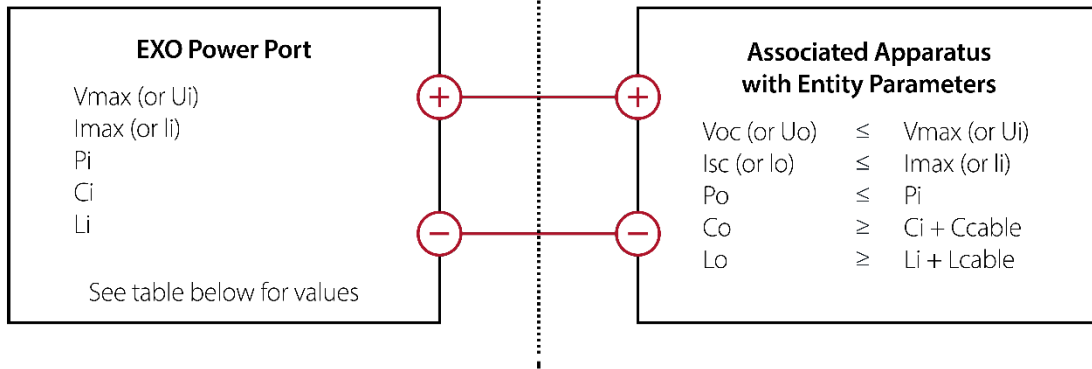 EXO Power Port
Vmax (or Ui)
Imax (or Ii)
Pi
Ci
Li
See table below for values
+
−
+
−
Associated Apparatus
with Entity Parameters
Voc (or Uo) ≤ Vmax (or Ui)
Isc (or Io) ≤ Imax (or Ii)
Po ≤ Pi
Co ≥ Ci + Ccable
Lo ≥ Li + Lcable